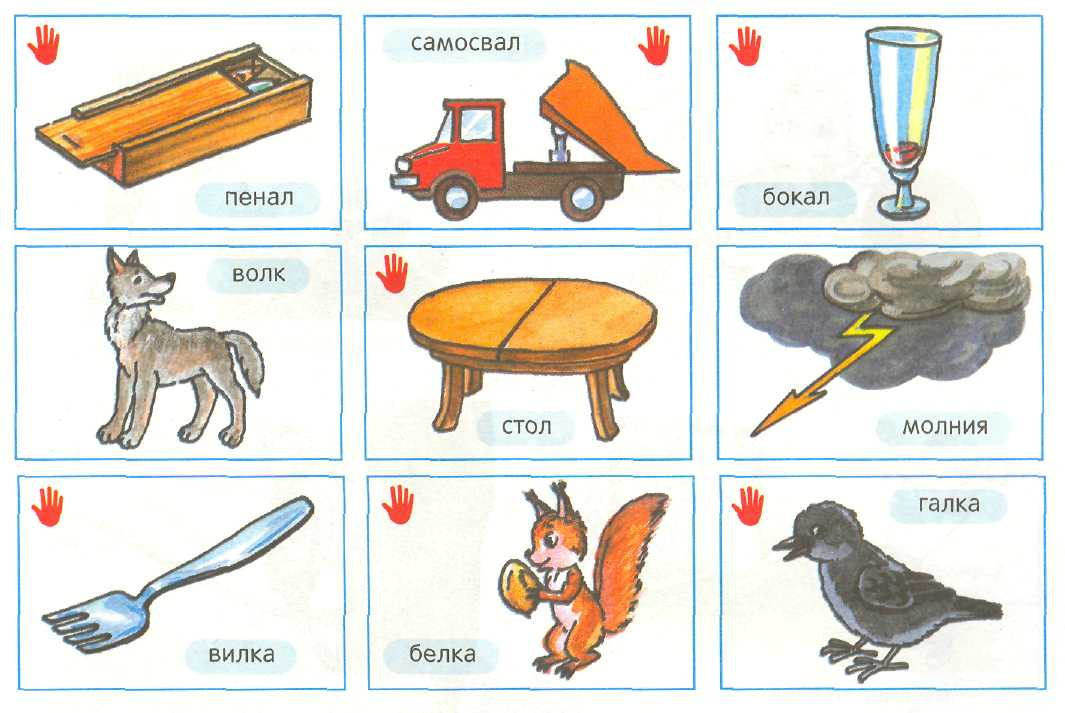 пенал
самосвал
бокал
волк
стол
молния
вилка
белка
галка